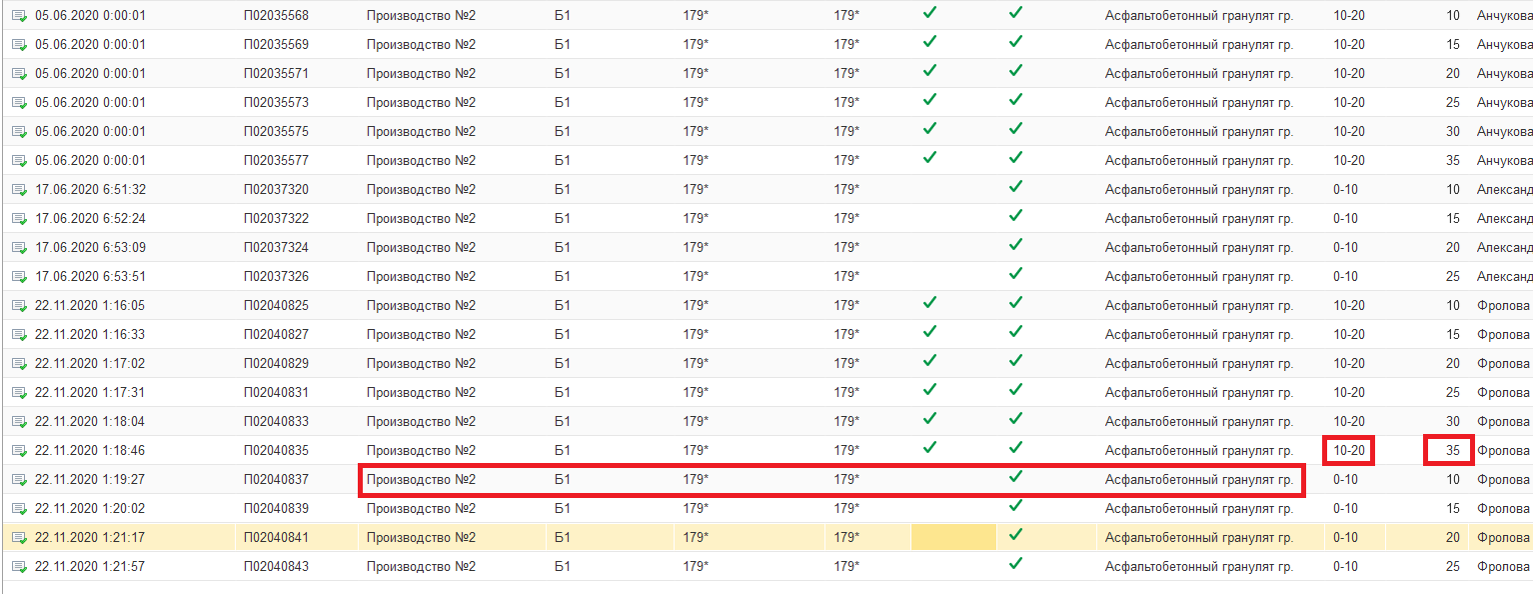 05.06.2020 0:00:01 П02035568 Производство №2 Б1 179* 179* ✓ ✓ Асфальтобетонный гранулят гр. 10-20 10 Анчукова
05.06.2020 0:00:01 П02035569 Производство №2 Б1 179* 179* ✓ ✓ Асфальтобетонный гранулят гр. 10-20 15 Анчукова
05.06.2020 0:00:01 П02035571 Производство №2 Б1 179* 179* ✓ ✓ Асфальтобетонный гранулят гр. 10-20 20 Анчукова
05.06.2020 0:00:01 П02035573 Производство №2 Б1 179* 179* ✓ ✓ Асфальтобетонный гранулят гр. 10-20 25 Анчукова
05.06.2020 0:00:01 П02035575 Производство №2 Б1 179* 179* ✓ ✓ Асфальтобетонный гранулят гр. 10-20 30 Анчукова
05.06.2020 0:00:01 П02035577 Производство №2 Б1 179* 179* ✓ ✓ Асфальтобетонный гранулят гр. 10-20 35 Анчукова
17.06.2020 6:51:32 П02037320 Производство №2 Б1 179* 179* ✓ Асфальтобетонный гранулят гр. 0-10 10 Александ
17.06.2020 6:52:24 П02037322 Производство №2 Б1 179* 179* ✓ Асфальтобетонный гранулят гр. 0-10 15 Александ
17.06.2020 6:53:09 П02037324 Производство №2 Б1 179* 179* ✓ Асфальтобетонный гранулят гр. 0-10 20 Александ
17.06.2020 6:53:51 П02037326 Производство №2 Б1 179* 179* ✓ Асфальтобетонный гранулят гр. 0-10 25 Александ
22.11.2020 1:16:05 П02040825 Производство №2 Б1 179* 179* ✓ ✓ Асфальтобетонный гранулят гр. 10-20 10 Фролова
22.11.2020 1:16:33 П02040827 Производство №2 Б1 179* 179* ✓ ✓ Асфальтобетонный гранулят гр. 10-20 15 Фролова
22.11.2020 1:17:02 П02040829 Производство №2 Б1 179* 179* ✓ ✓ Асфальтобетонный гранулят гр. 10-20 20 Фролова
22.11.2020 1:17:31 П02040831 Производство №2 Б1 179* 179* ✓ ✓ Асфальтобетонный гранулят гр. 10-20 25 Фролова
22.11.2020 1:18:04 П02040833 Производство №2 Б1 179* 179* ✓ ✓ Асфальтобетонный гранулят гр. 10-20 30 Фролова
22.11.2020 1:18:46 П02040835 Производство №2 Б1 179* 179* ✓ ✓ Асфальтобетонный гранулят гр. 10-20 35 Фролова
22.11.2020 1:19:27 П02040837 Производство №2 Б1 179* 179* ✓ Асфальтобетонный гранулят гр. 0-10 10 Фролова
22.11.2020 1:20:02 П02040839 Производство №2 Б1 179* 179* ✓ Асфальтобетонный гранулят гр. 0-10 15 Фролова
22.11.2020 1:21:17 П02040841 Производство №2 Б1 179* 179* ✓ Асфальтобетонный гранулят гр. 0-10 20 Фролова
22.11.2020 1:21:57 П02040843 Производство №2 Б1 179* 179* ✓ Асфальтобетонный гранулят гр. 0-10 25 Фролова